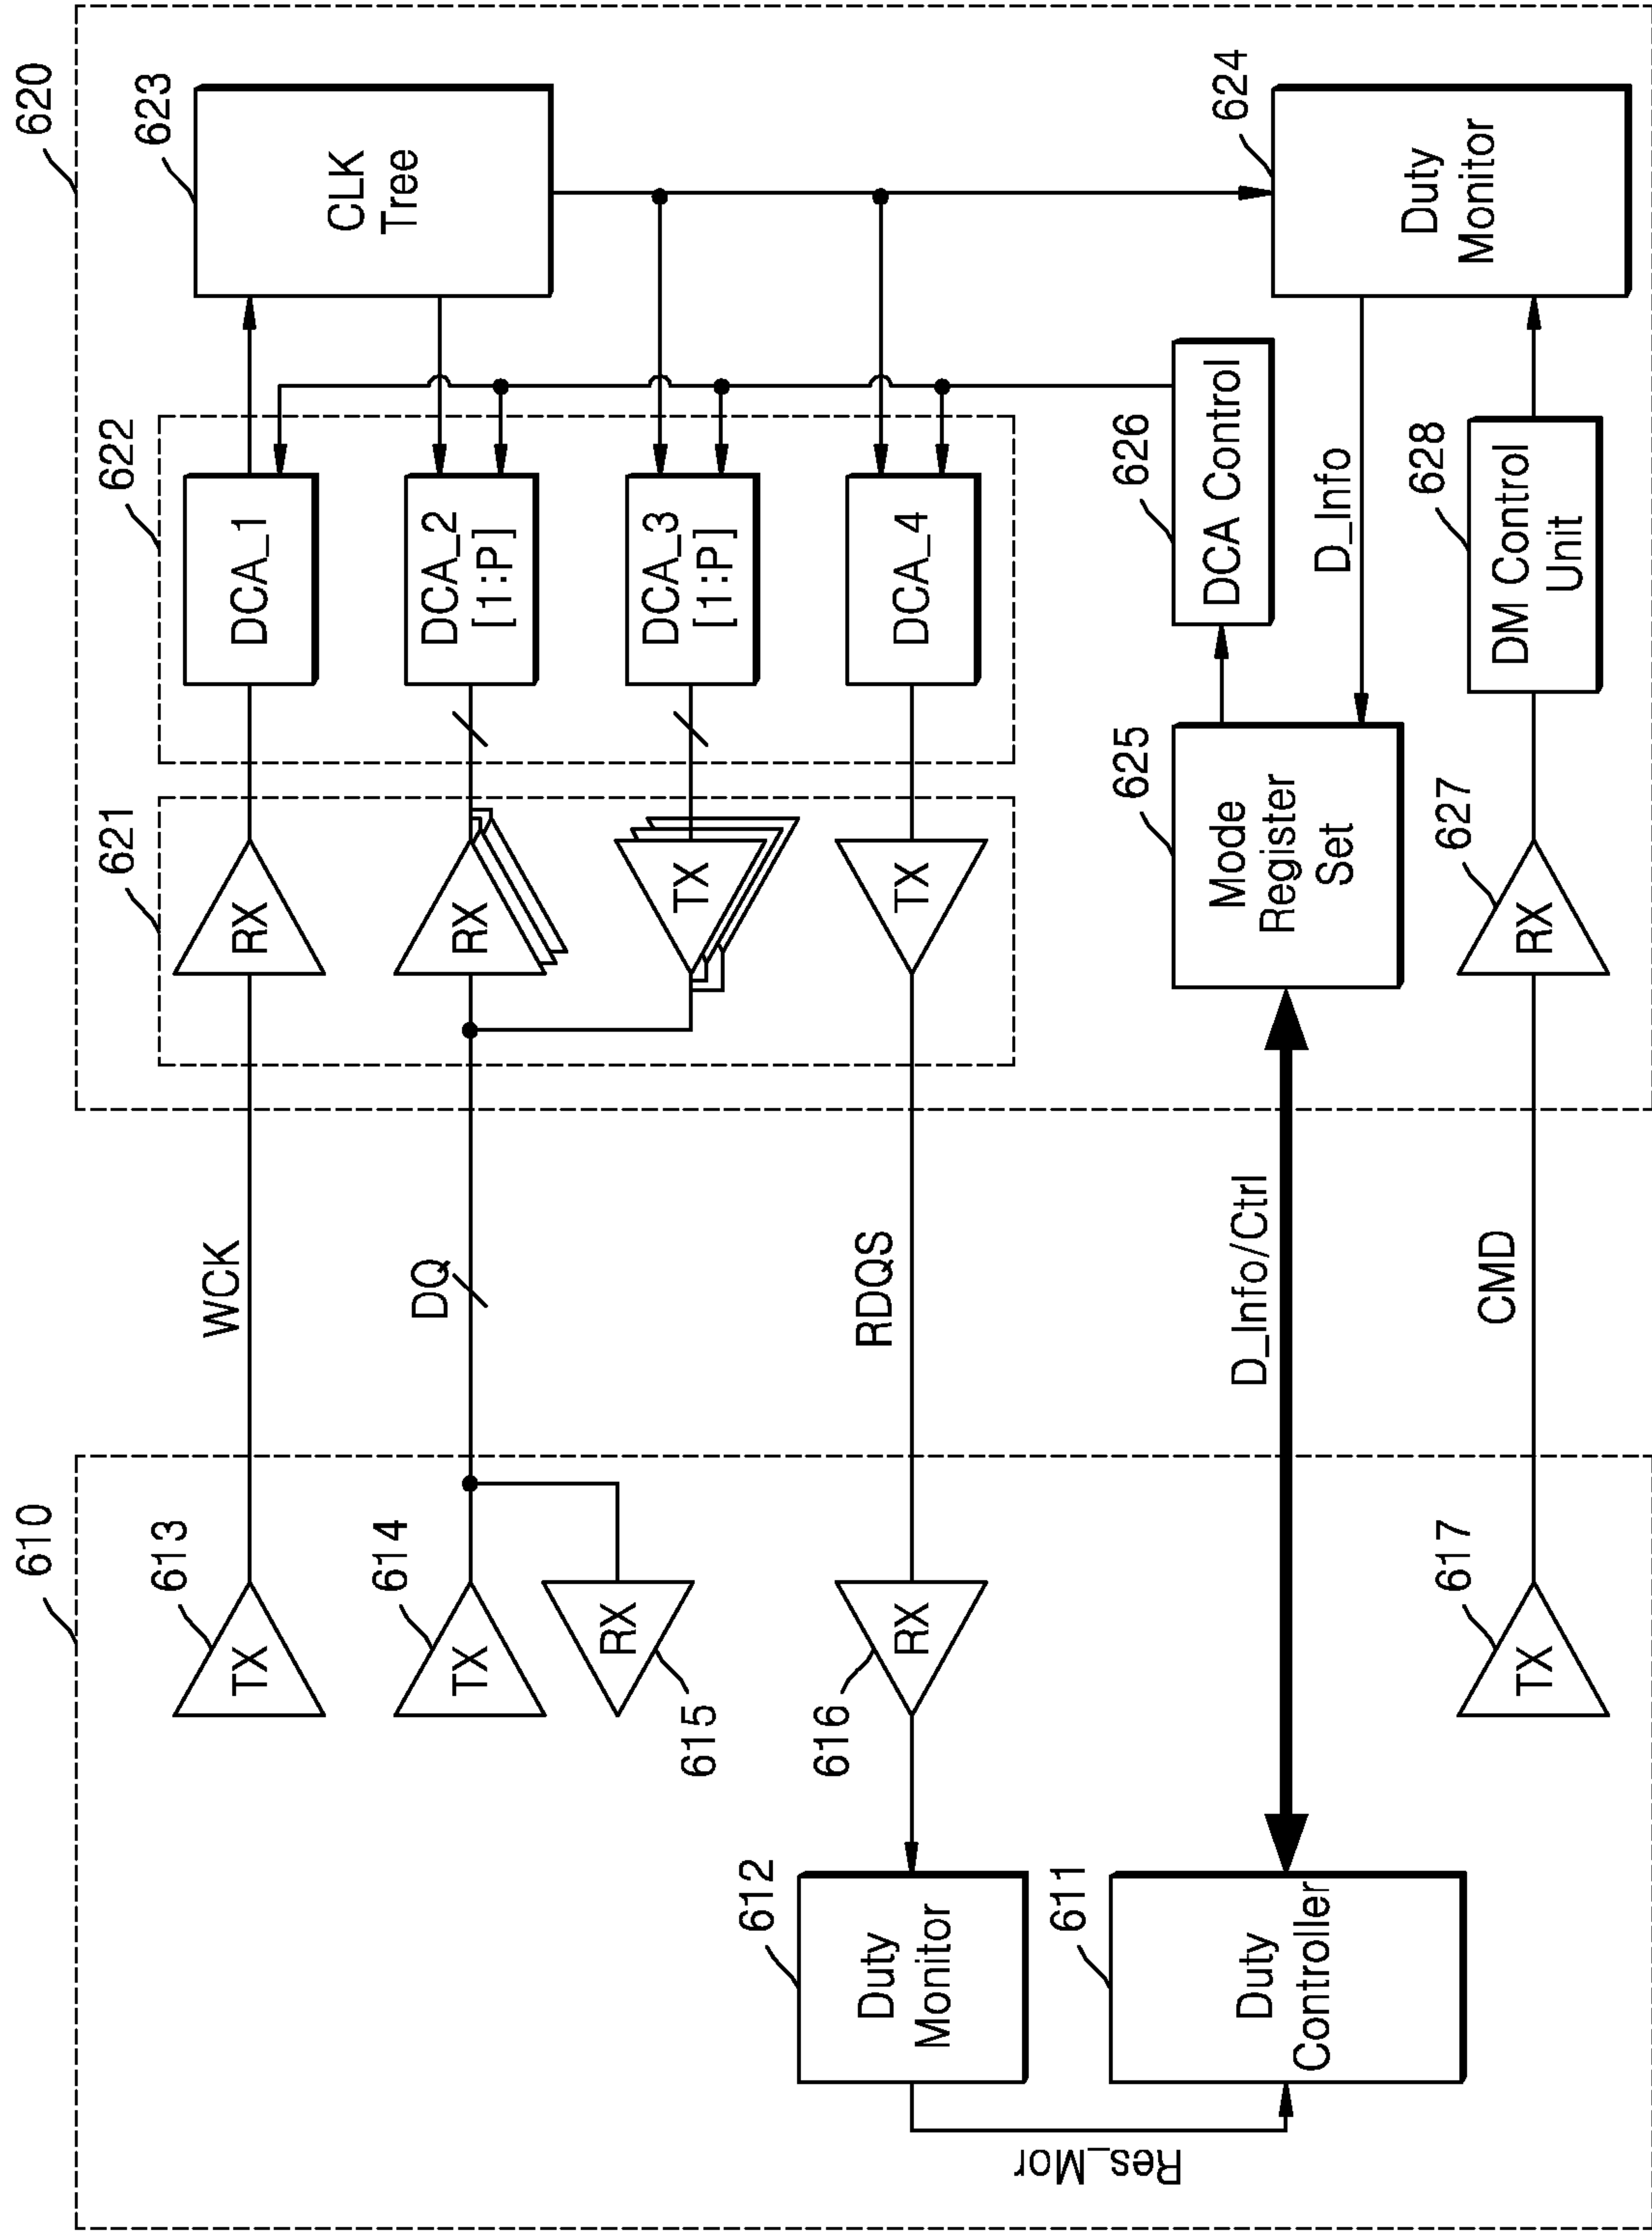 610
613
TX
614
TX
RX
615
616
RX
612
Duty
Monitor
611
Duty
Controller
Res_Mor
617
TX
WCK
DQ
RDQS
D_Info/Ctrl
CMD
620
621
RX
RX
TX
TX
622
DCA_1
DCA_2
[1:P]
DCA_3
[1:P]
DCA_4
623
CLK
Tree
625
Mode
Register
Set
626
DCA Control
D_Info
624
Duty
Monitor
627
RX
628
DM Control
Unit